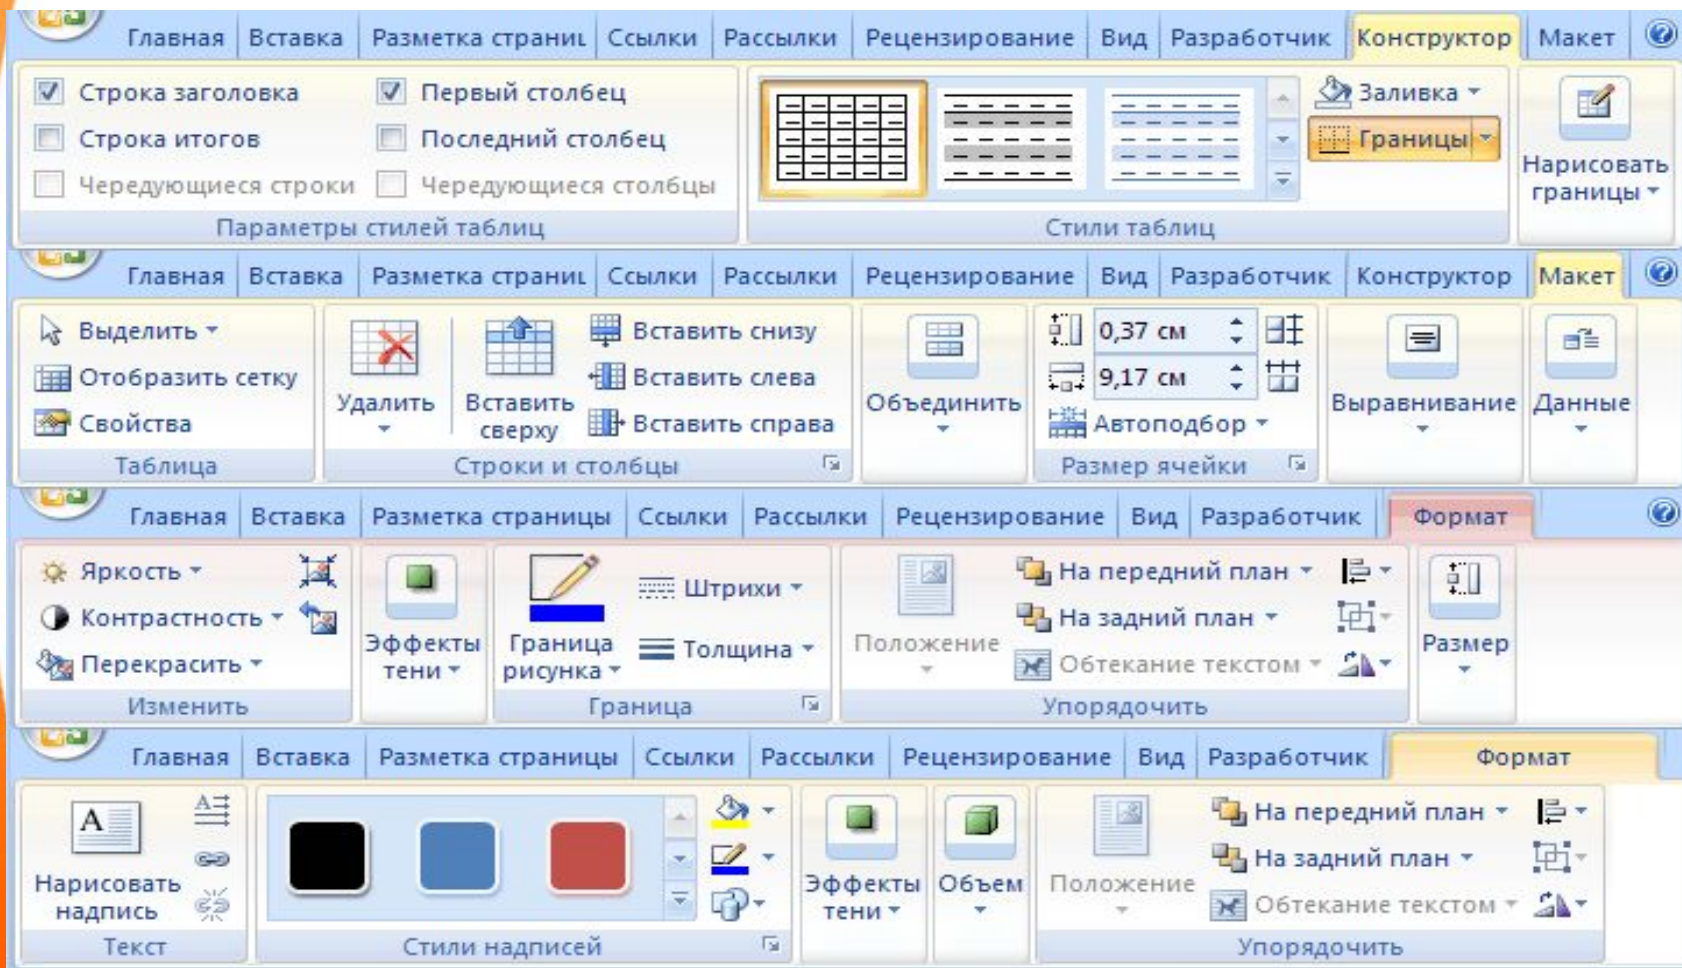 Главная Вставка Разметка страниц Ссылки Рассылки Рецензирование Вид Разработчик Конструктор Макет
Строка заголовка Первый столбец Заливка
Строка итогов Последний столбец Границы
Чередующиеся строки Чередующиеся столбцы
Нарисовать
границы
Параметры стилей таблиц Стили таблиц
Главная Вставка Разметка страниц Ссылки Рассылки Рецензирование Вид Разработчик Конструктор Макет
Выделить Вставить снизу 0,37 см
Отобразить сетку Вставить слева 9,17 см
Удалить Вставить Объединить Выравнивание Данные
Свойства сверху Вставить справа Автоподбор
Таблица Строки и столбцы Размер ячейки
Главная Вставка Разметка страницы Ссылки Рассылки Рецензирование Вид Разработчик Формат
Яркость Штрихи На передний план
Контрастность На задний план
Эффекты Граница Толщина Положение Размер
Перекрасить тени рисунка Обтекание текстом
Изменить Граница Упорядочить
Главная Вставка Разметка страницы Ссылки Рассылки Рецензирование Вид Разработчик Формат
A A На передний план
На задний план
Нарисовать Эффекты Объем Положение
надпись тени Обтекание текстом
Текст Стили надписей Упорядочить